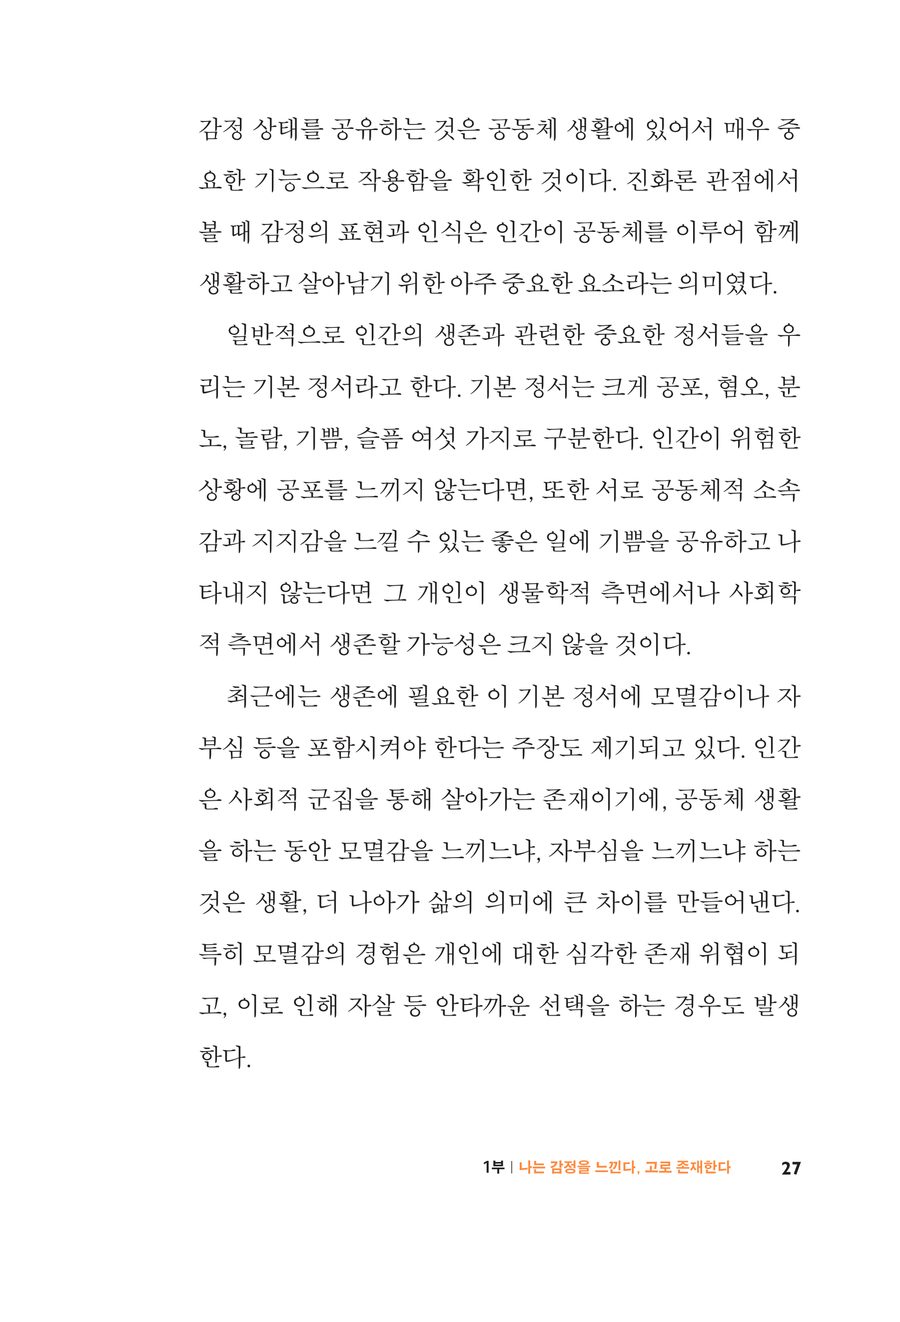 감정 상태를 공유하는 것은 공동체 생활에 있어서 매우 중
요한 기능으로 작용함을 확인한 것이다. 진화론 관점에서
볼 때 감정의 표현과 인식은 인간이 공동체를 이루어 함께
생활하고 살아남기 위한 아주 중요한 요소라는 의미였다.
일반적으로 인간의 생존과 관련한 중요한 정서들을 우
리는 기본 정서라고 한다. 기본 정서는 크게 공포, 혐오, 분
노, 놀람, 기쁨, 슬픔 여섯 가지로 구분한다. 인간이 위험한
상황에 공포를 느끼지 않는다면, 또한 서로 공동체적 소속
감과 지지감을 느낄 수 있는 좋은 일에 기쁨을 공유하고 나
타내지 않는다면 그 개인이 생물학적 측면에서나 사회학
적 측면에서 생존할 가능성은 크지 않을 것이다.
최근에는 생존에 필요한 이 기본 정서에 모멸감이나 자
부심 등을 포함시켜야 한다는 주장도 제기되고 있다. 인간
은 사회적 군집을 통해 살아가는 존재이기에, 공동체 생활
을 하는 동안 모멸감을 느끼느냐, 자부심을 느끼느냐 하는
것은 생활, 더 나아가 삶의 의미에 큰 차이를 만들어낸다.
특히 모멸감의 경험은 개인에 대한 심각한 존재 위협이 되
고, 이로 인해 자살 등 안타까운 선택을 하는 경우도 발생
한다.
1부 | 나는 감정을 느낀다, 고로 존재한다 27